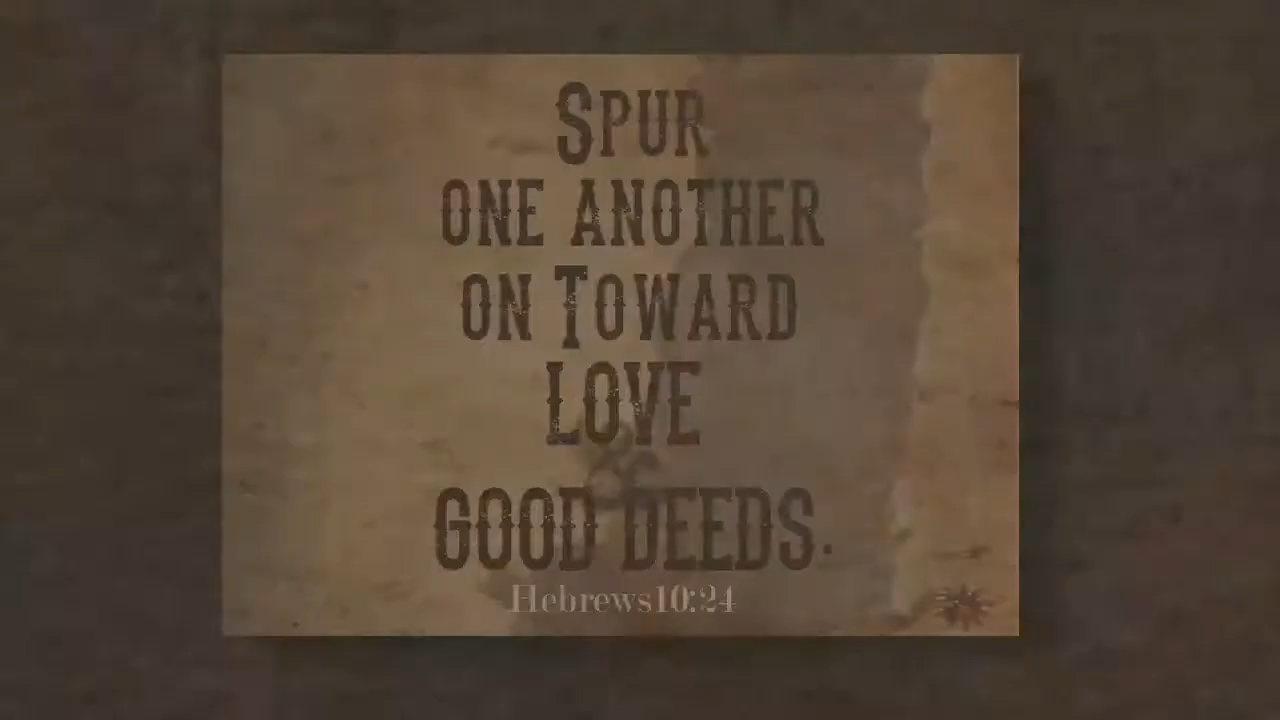 SPUR
ONE ANOTHER
ON TOWARD
LOVE
&
GOOD DEEDS.
Hebrews10:24